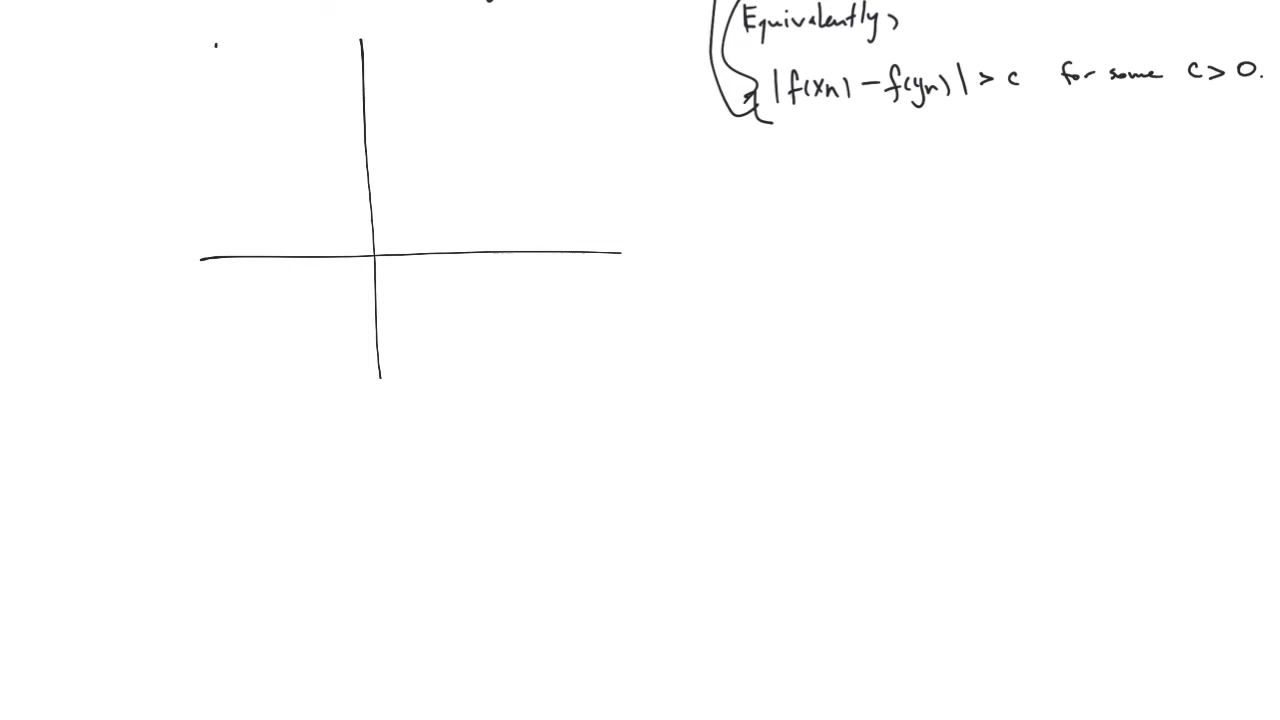 Equivalently,
|f(xn) - f(yn)| > c for some c > 0.